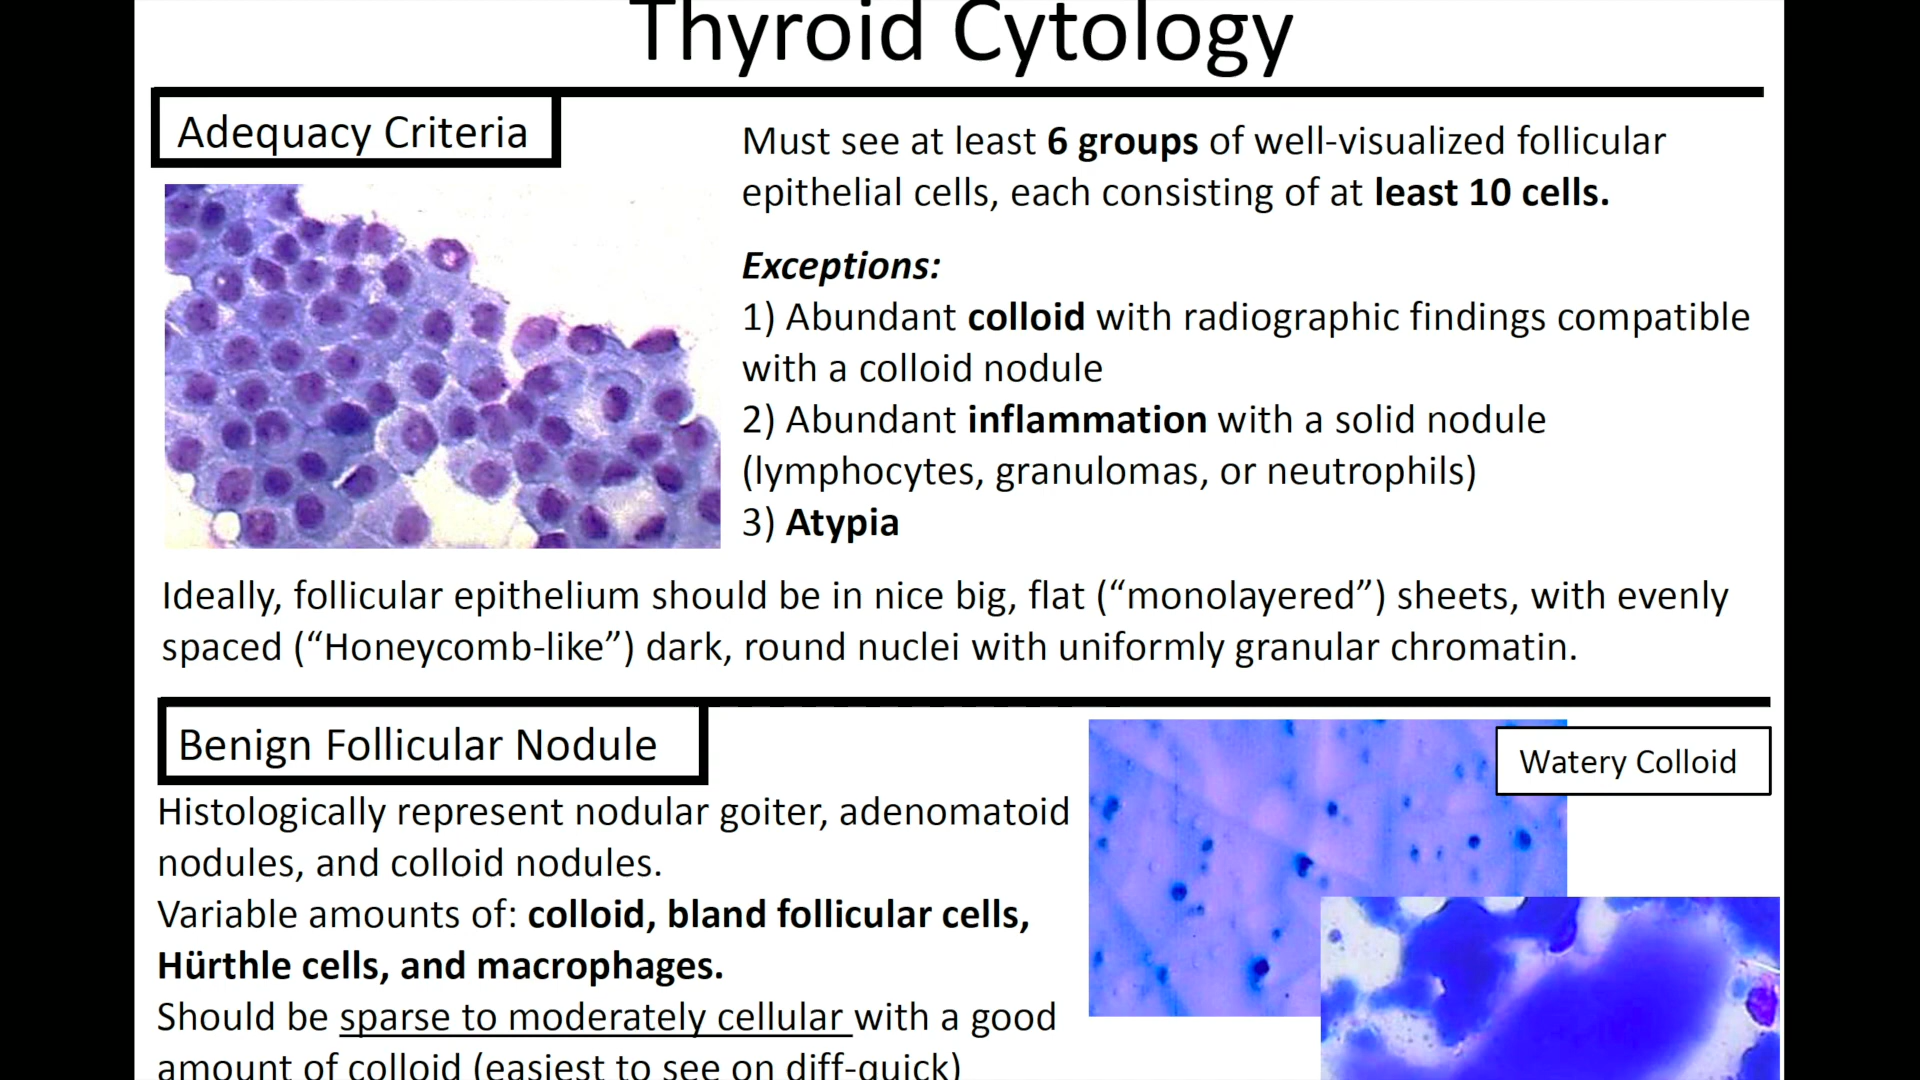 Thyroid Cytology
Adequacy Criteria
Must see at least 6 groups of well-visualized follicular
epithelial cells, each consisting of at least 10 cells.
Exceptions:
1) Abundant colloid with radiographic findings compatible
with a colloid nodule
2) Abundant inflammation with a solid nodule
(lymphocytes, granulomas, or neutrophils)
3) Atypia
Ideally, follicular epithelium should be in nice big, flat (“monolayered”) sheets, with evenly
spaced (“Honeycomb-like”) dark, round nuclei with uniformly granular chromatin.
Benign Follicular Nodule
Watery Colloid
Histologically represent nodular goiter, adenomatoid
nodules, and colloid nodules.
Variable amounts of: colloid, bland follicular cells,
Hürthle cells, and macrophages.
Should be sparse to moderately cellular with a good
amount of colloid (easiest to see on diff-quick)